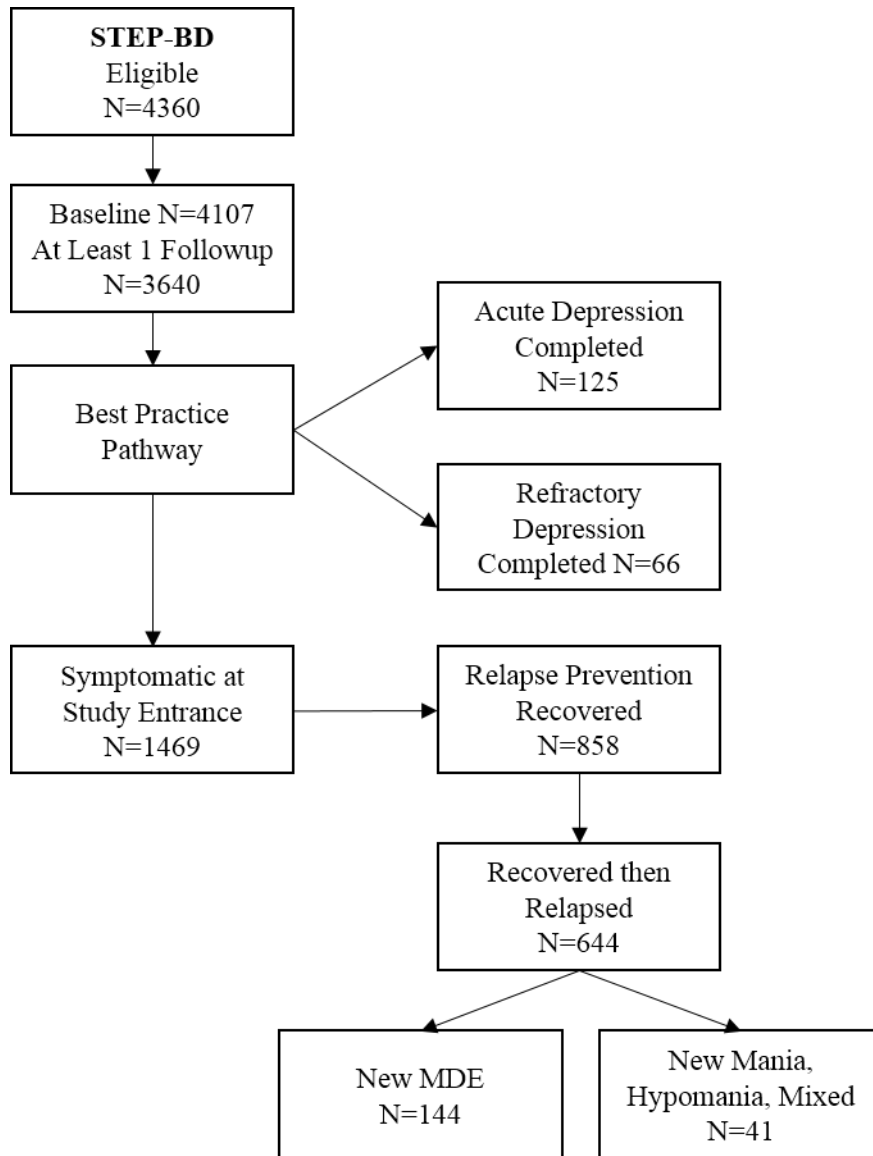 STEP-BD
Eligible
N=4360
Baseline N=4107
At Least 1 Followup
N=3640
Acute Depression
Completed
N=125
Best Practice
Pathway
Refractory
Depression
Completed N=66
Symptomatic at
Study Entrance
N=1469
Relapse Prevention
Recovered
N=858
Recovered then
Relapsed
N=644
New MDE
N=144
New Mania,
Hypomania, Mixed
N=41